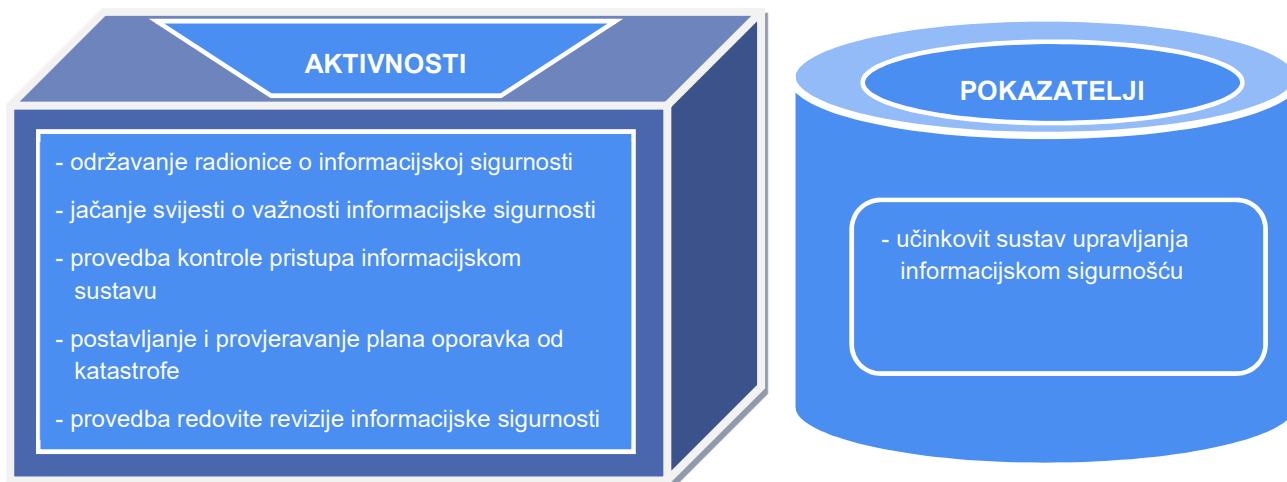 AKTIVNOSTI
- održavanje radionice o informacijskoj sigurnosti
- jačanje svijesti o važnosti informacijske sigurnosti
- provedba kontrole pristupa informacijskom
sustavu
- postavljanje i provjeravanje plana oporavka od
katastrofe
- provedba redovite revizije informacijske sigurnosti
POKAZATELJI
- učinkovit sustav upravljanja
informacijskom sigurnošću